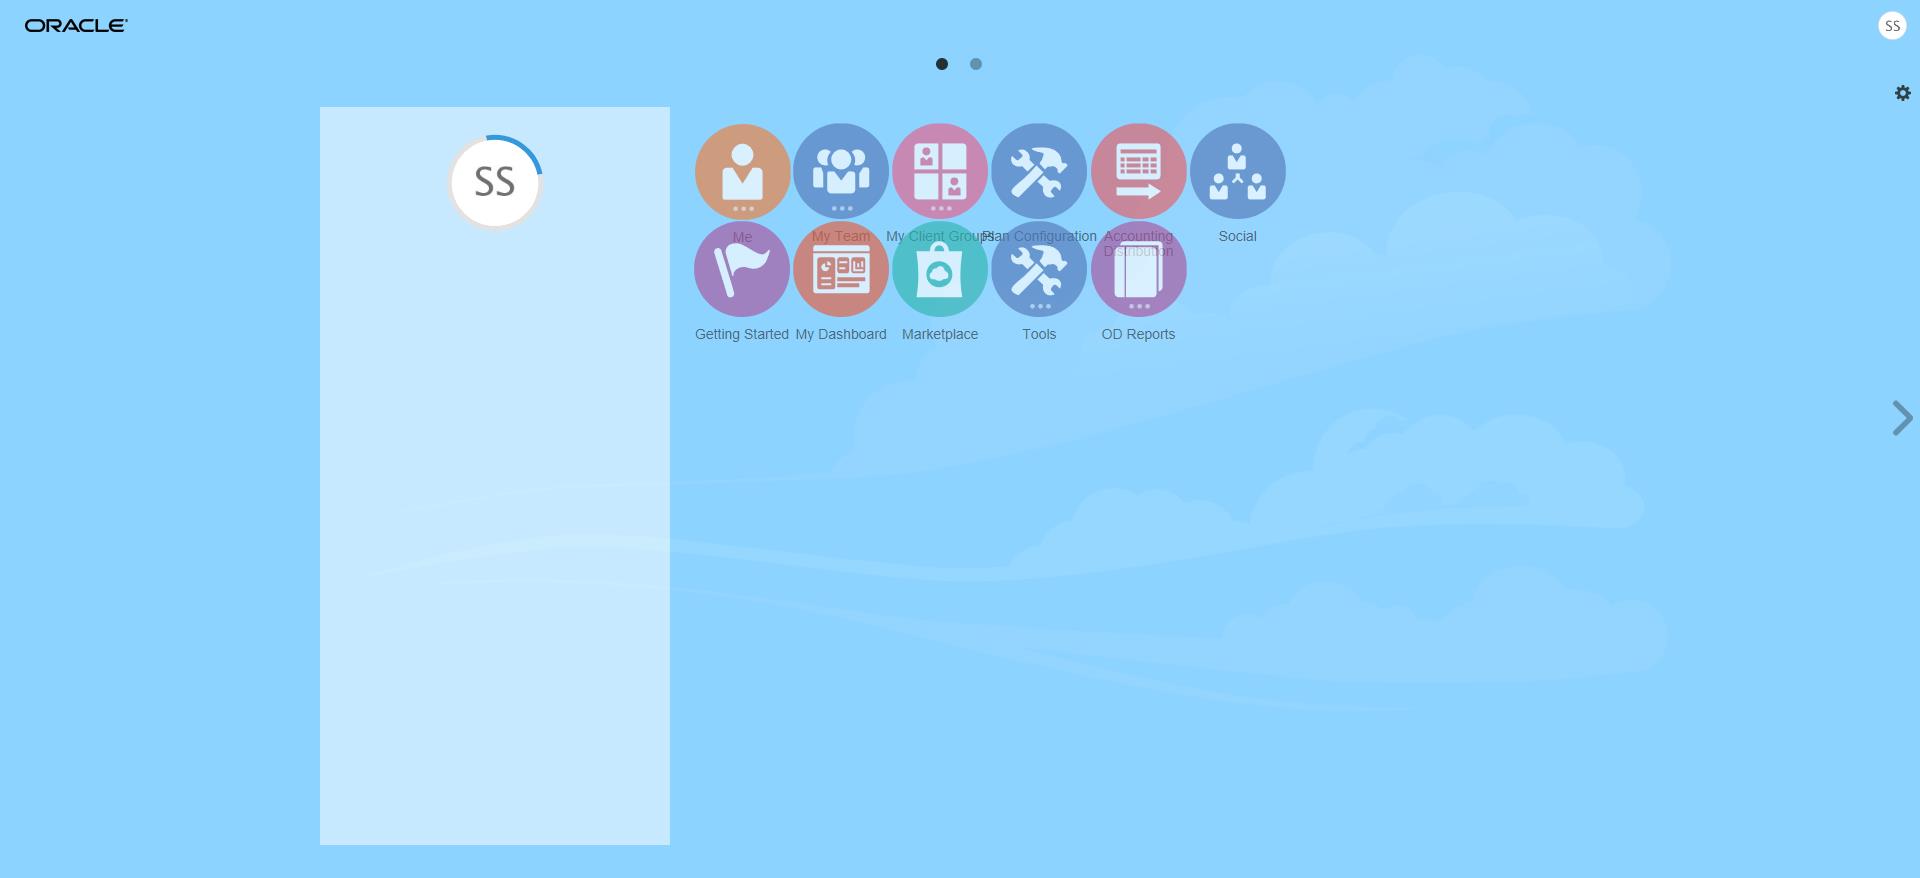 ORACLE
SS
SS
Me
My Team
My Client Groups
Plan Configuration
Accounting
Distribution
Social
Getting Started
My Dashboard
Marketplace
Tools
OD Reports